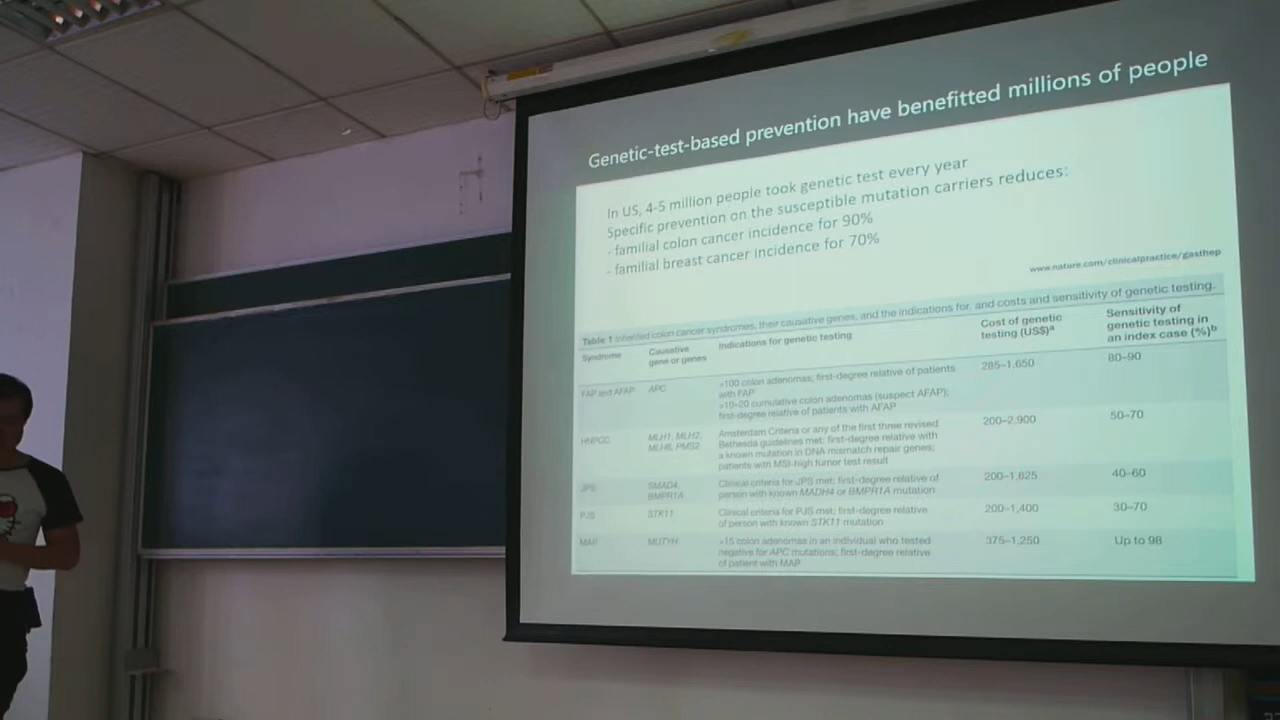 Genetic-test-based prevention have benefitted millions of people
In US, 4-5 million people took genetic test every year
Specific prevention on the susceptible mutation carriers reduces:
- familial colon cancer incidence for 90%
- familial breast cancer incidence for 70%
www.nature.com/clinicalpractice/gasthep
Table 1 Inherited colon cancer syndromes, their causative genes, and the indications for, and costs and sensitivity of genetic testing.
Syndrome
Causative
gene or genes
Indications for genetic testing
Cost of genetic
testing (US$)a
Sensitivity of
genetic testing in
an index case (%)b
FAP and AFAP
APC
>100 colon adenomas; first-degree relative of patients
with FAP
>10–20 cumulative colon adenomas (suspect AFAP);
first-degree relative of patients with AFAP
285–1,650
80–90
HNPCC
MLH1, MLH2,
MLH6, PMS2
Amsterdam Criteria or any of the first three revised
Bethesda guidelines met; first-degree relative with
a known mutation in DNA mismatch repair genes;
patients with MSI-high tumor test result
200–2,900
50–70
JPS
SMAD4,
BMPR1A
Clinical criteria for JPS met; first-degree relative of
person with known MADH4 or BMPR1A mutation
200–1,625
40–60
PJS
STK11
Clinical criteria for PJS met; first-degree relative
of person with known STK11 mutation
200–1,400
30–70
MAP
MUTYH
>15 colon adenomas in an individual who tested
negative for APC mutations; first-degree relative
of patient with MAP
375–1,250
Up to 98